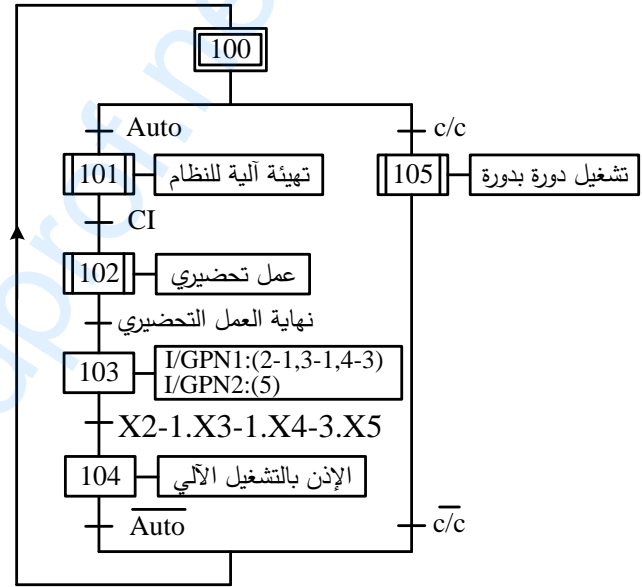 100
Auto
c/c
101
تهيئة آلية للنظام
105
تشغيل دورة بدورة
CI
102
عمل تحضيري
نهاية العمل التحضيري
103
I/GPN1:(2-1,3-1,4-3)
I/GPN2:(5)
X2-1.X3-1.X4-3.X5
104
الإذن بالتشغيل الآلي
A̅u̅t̅o̅
c/c̅